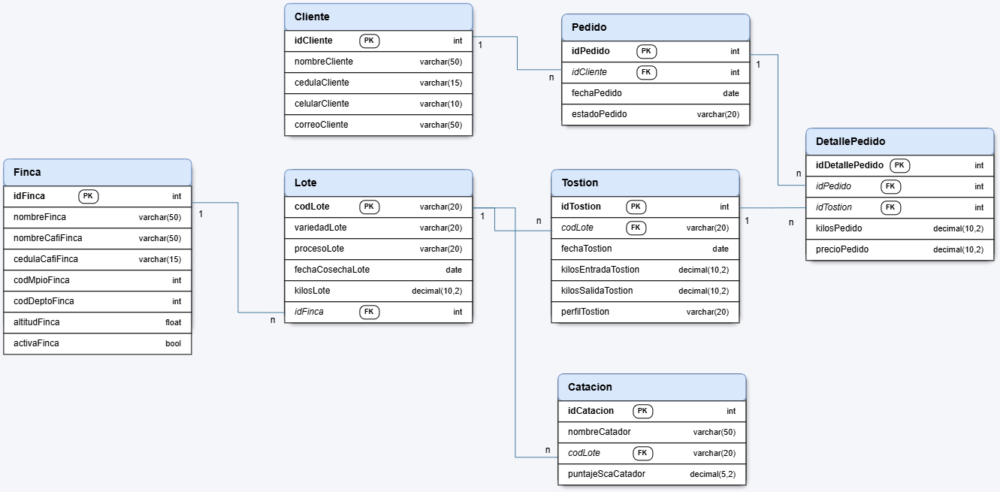 Cliente
idCliente PK int
nombreCliente varchar(50)
cedulaCliente varchar(15)
celularCliente varchar(10)
correoCliente varchar(50)
1
n
Pedido
idPedido PK int
idCliente FK int
fechaPedido date
estadoPedido varchar(20)
1
n
DetallePedido
idDetallePedido PK int
idPedido FK int
idTostion FK int
kilosPedido decimal(10,2)
precioPedido decimal(10,2)
Finca
idFinca PK int
nombreFinca varchar(50)
nombreCafiFinca varchar(50)
cedulaCafiFinca varchar(15)
codMpioFinca int
codDeptoFinca int
altitudFinca float
activaFinca bool
1
n
Lote
codLote PK varchar(20)
variedadLote varchar(20)
procesoLote varchar(20)
fechaCosechaLote date
kilosLote decimal(10,2)
idFinca FK int
1
n
Tostion
idTostion PK int
codLote FK varchar(20)
fechaTostion date
kilosEntradaTostion decimal(10,2)
kilosSalidaTostion decimal(10,2)
perfilTostion varchar(20)
1
n
n
Catacion
idCatacion PK int
nombreCatador varchar(50)
codLote FK varchar(20)
puntajeScaCatador decimal(5,2)